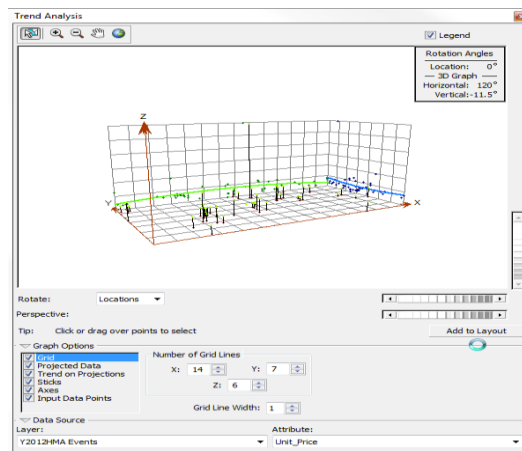 Trend Analysis
Legend
Rotation Angles
Location: 0°
3D Graph
Horizontal: 120°
Vertical:-11.5°
Z
Y
X
Rotate: Locations
Perspective:
Tip: Click or drag over points to select
Add to Layout
Graph Options
Grid
Projected Data
Trend on Projections
Sticks
Axes
Input Data Points
Number of Grid Lines
X: 14 Y: 7
Z: 6
Grid Line Width: 1
Data Source
Layer: Attribute:
Y2012HMA Events Unit_Price